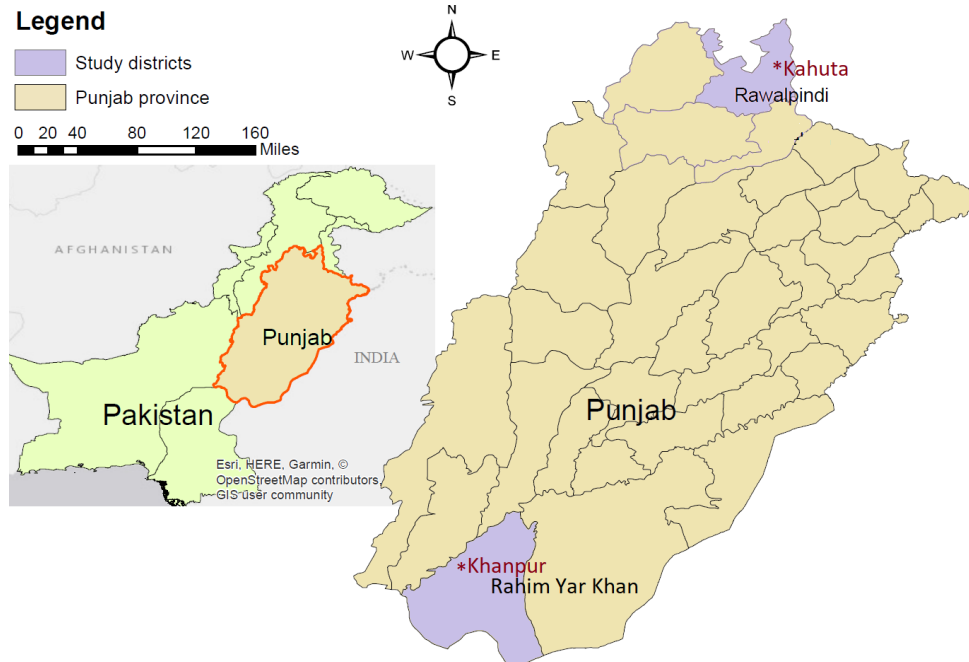 Legend
Study districts
Punjab province
0 20 40 80 120 160
Miles
N
W E
S
*Kahuta
Rawalpindi
AFGHANISTAN
Punjab
INDIA
Pakistan
Esri, HERE, Garmin, ©
OpenStreetMap contributors,
GIS user community
Punjab
*Khanpur
Rahim Yar Khan